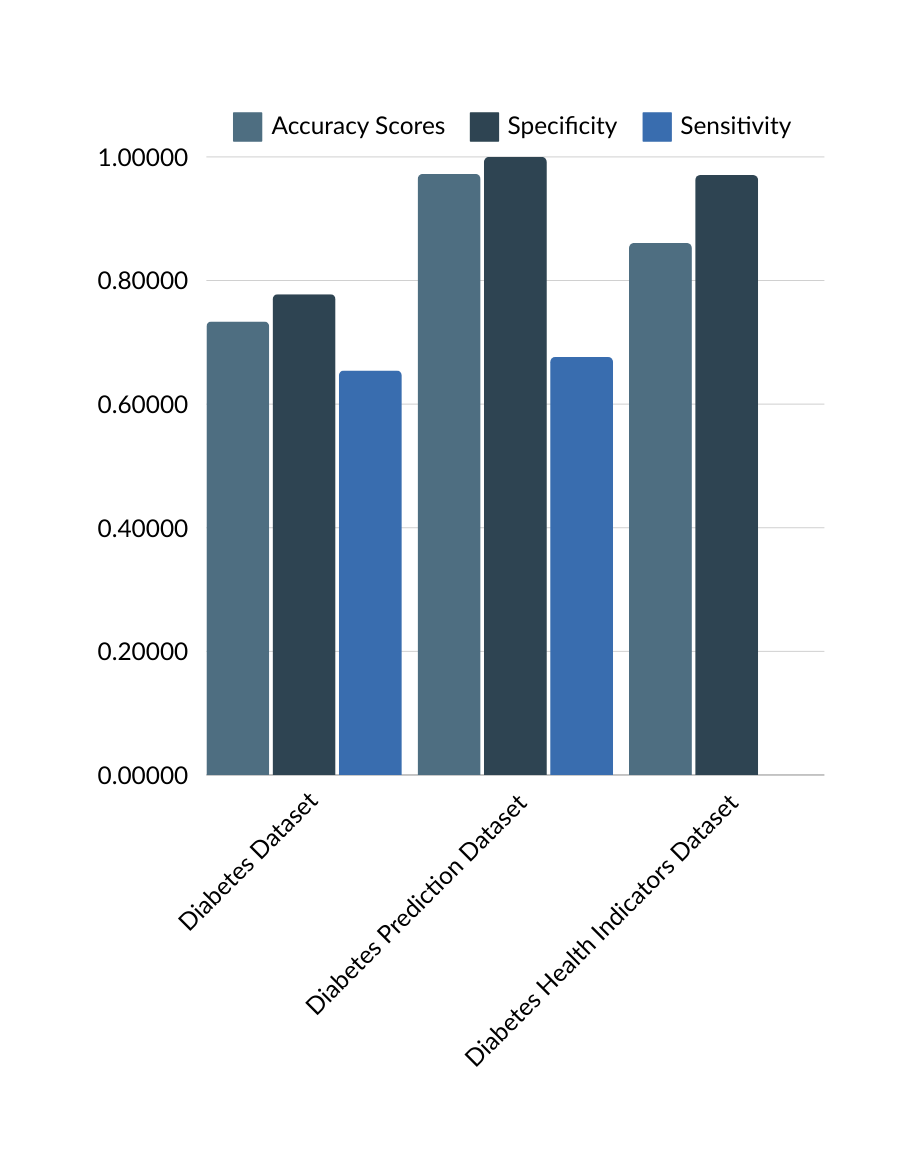 Accuracy Scores Specificity Sensitivity
1.00000
0.80000
0.60000
0.40000
0.20000
0.00000
Diabetes Dataset
Diabetes Prediction Dataset
Diabetes Health Indicators Dataset